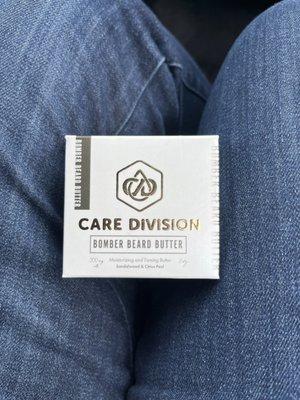 BOMBER BEARD BUTTER
CARE DIVISION
BOMBER BEARD BUTTER
Moisturizing and Taming Butter
Sandalwood & Citrus Peel